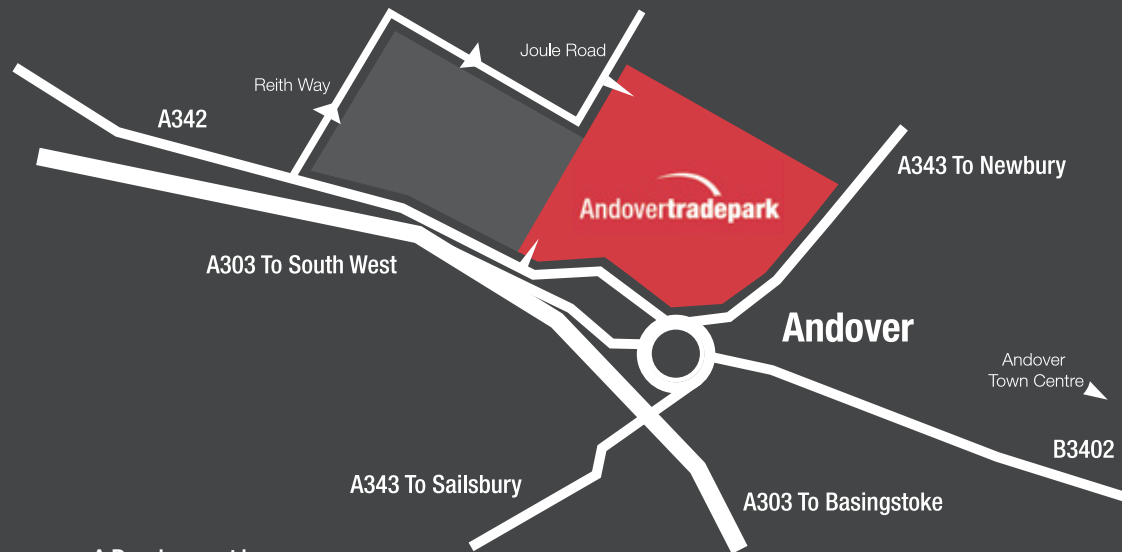 Joule Road
Reith Way
A342
A343 To Newbury
Andovertradepark
A303 To South West
Andover
Andover
Town Centre
B3402
A343 To Sailsbury
A303 To Basingstoke